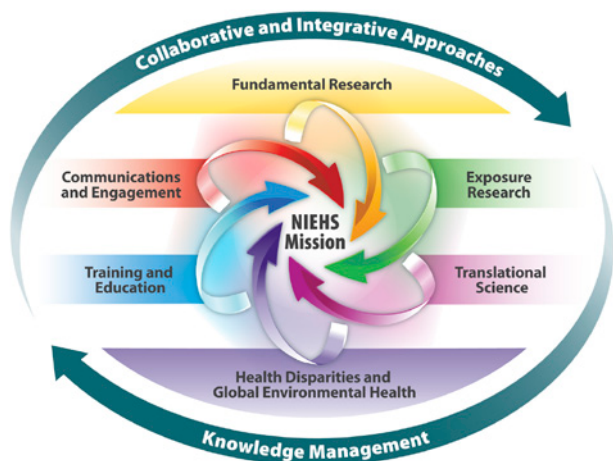 Collaborative and Integrative Approaches
Fundamental Research
Communications
and Engagement
Exposure
Research
NIEHS
Mission
Training and
Education
Translational
Science
Health Disparities and
Global Environmental Health
Knowledge Management